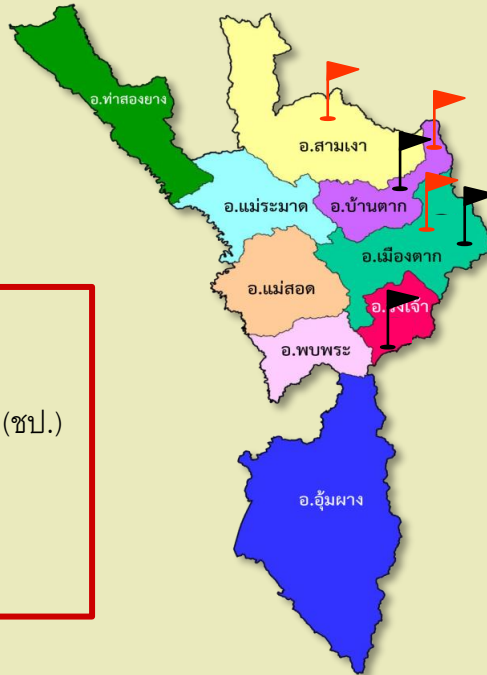 อ.ท่าสองยาง
อ.สามเงา
อ.แม่ระมาด
อ.บ้านตาก
อ.เมืองตาก
อ.แม่สอด
อ.พบพระ
(ชป.)
อ.อุ้มผาง